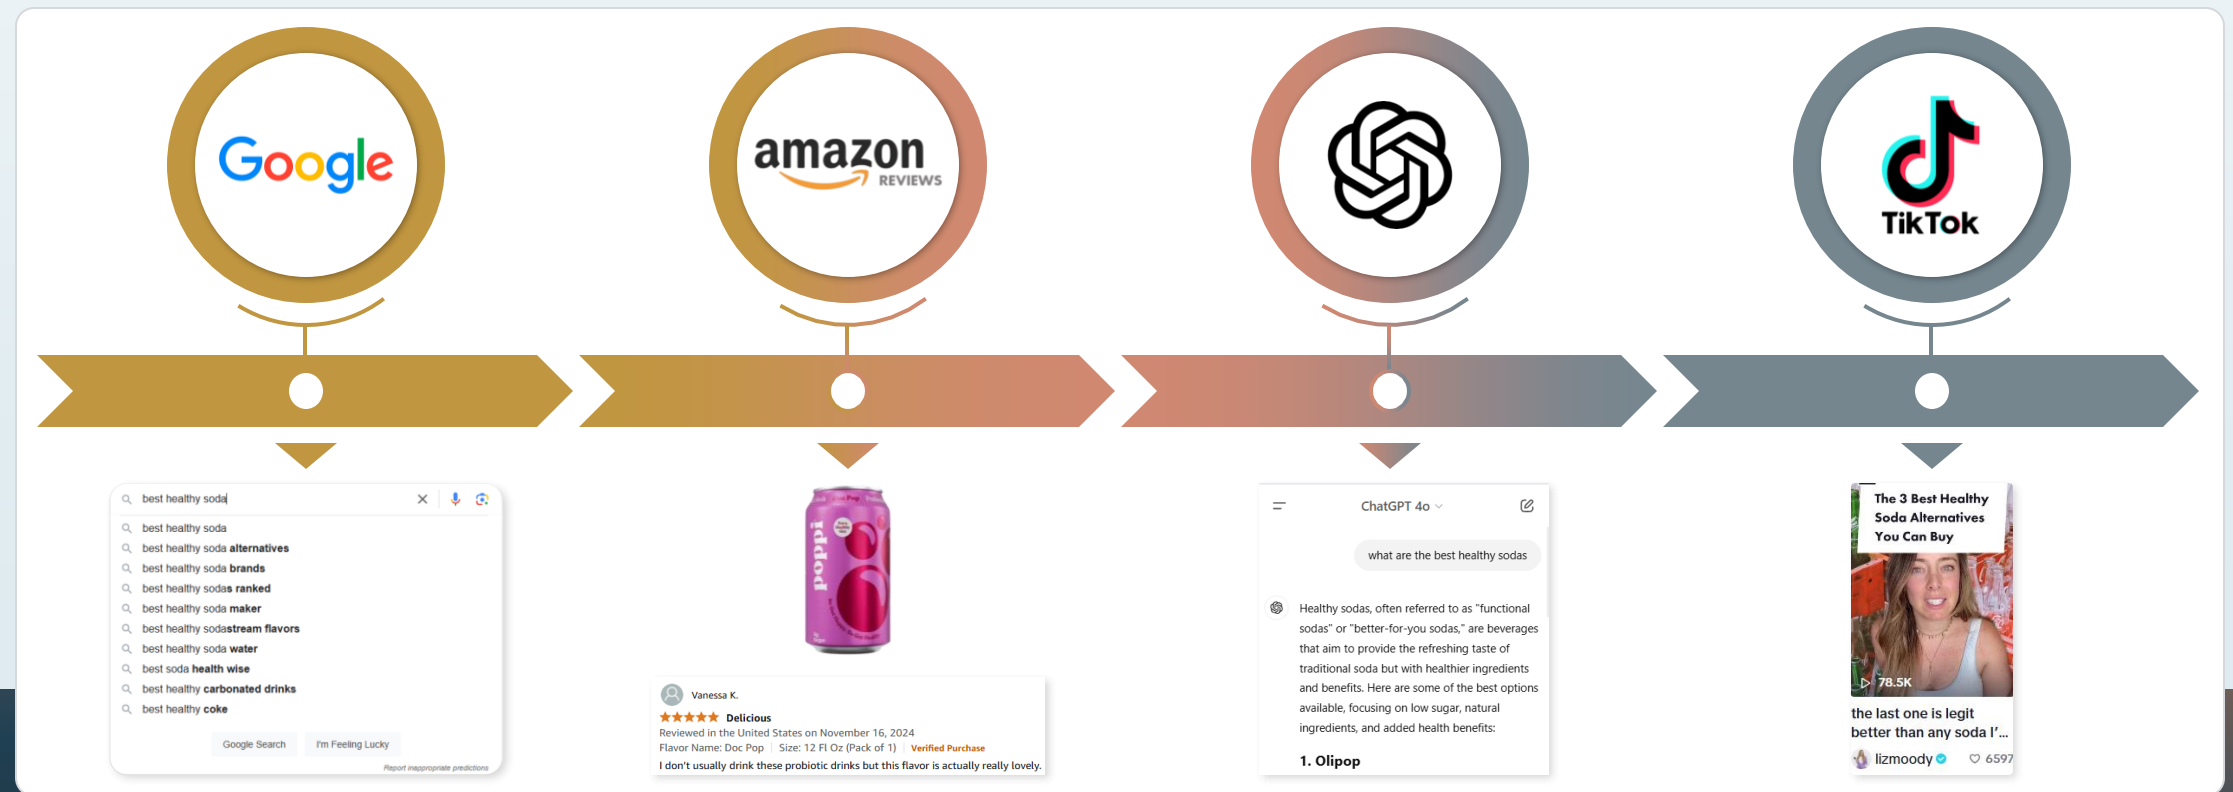 Google
amazon
REVIEWS
TikTok
best healthy soda
best healthy soda
best healthy soda alternatives
best healthy soda brands
best healthy sodas ranked
best healthy soda maker
best healthy sodastream flavors
best healthy soda water
best soda health wise
best healthy carbonated drinks
best healthy coke
Google Search
I'm Feeling Lucky
Report inappropriate predictions
poppi
Vanessa K.
Delicious
Reviewed in the United States on November 16, 2024
Flavor Name: Doc Pop | Size: 12 Fl Oz (Pack of 1) | Verified Purchase
I don't usually drink these probiotic drinks but this flavor is actually really lovely.
ChatGPT 4o
what are the best healthy sodas
Healthy sodas, often referred to as "functional
sodas" or "better-for-you sodas," are beverages
that aim to provide the refreshing taste of
traditional soda but with healthier ingredients
and benefits. Here are some of the best options
available, focusing on low sugar, natural
ingredients, and added health benefits:
1. Olipop
The 3 Best Healthy
Soda Alternatives
You Can Buy
78.5K
the last one is legit
better than any soda I'...
lizmoody
6597